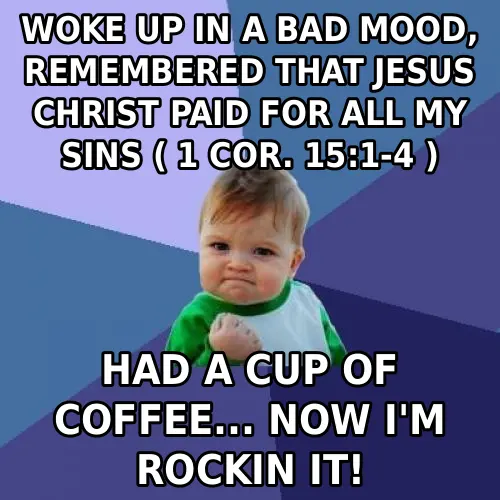 WOKE UP IN A BAD MOOD,
REMEMBERED THAT JESUS
CHRIST PAID FOR ALL MY
SINS ( 1 COR. 15:1-4 )
HAD A CUP OF
COFFEE... NOW I'M
ROCKIN IT!